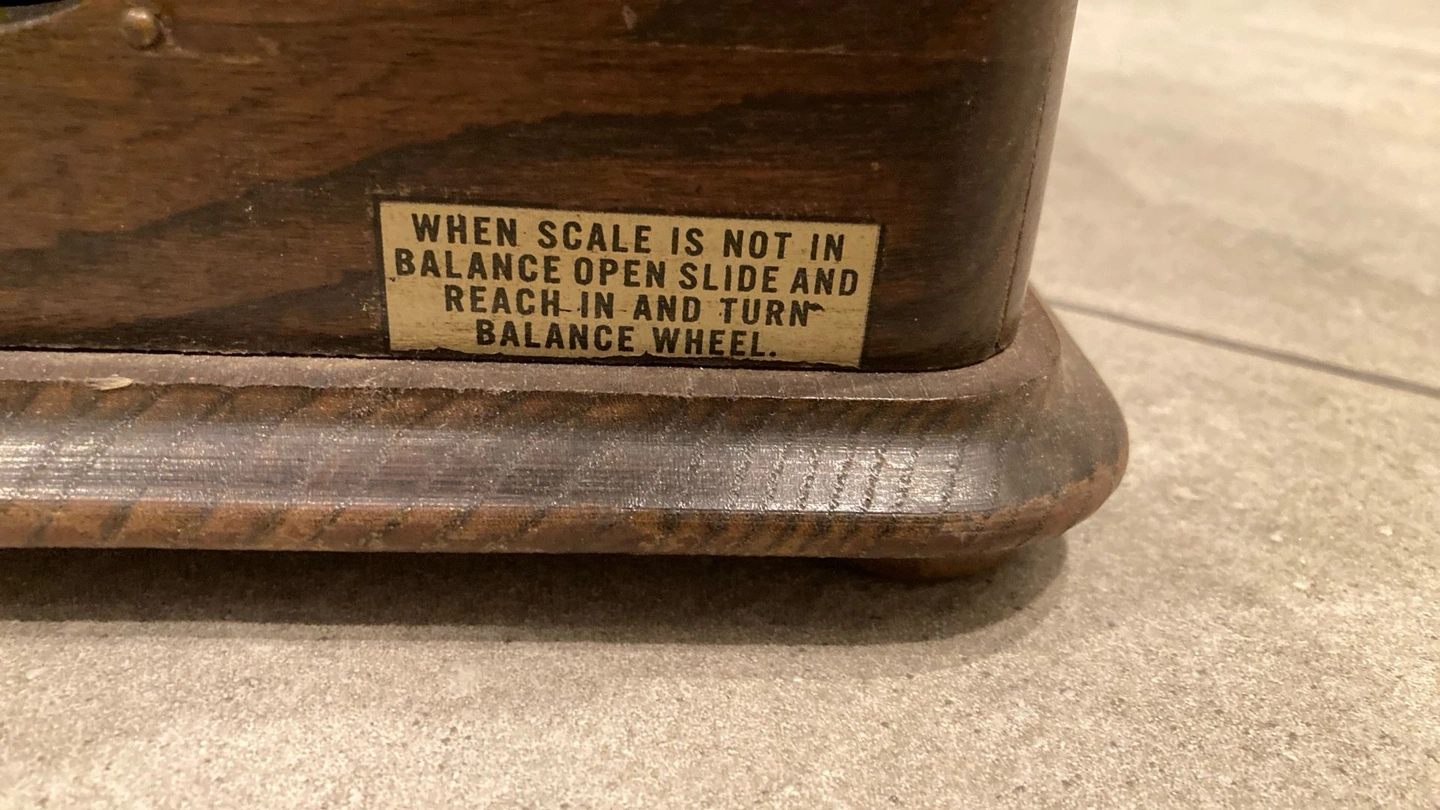 WHEN SCALE IS NOT IN
BALANCE OPEN SLIDE AND
REACH IN AND TURN
BALANCE WHEEL.